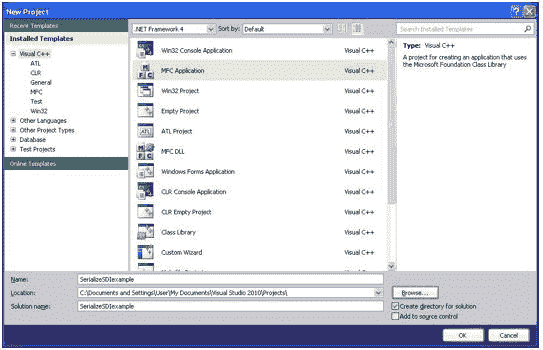 New Project
Recent Templates
Installed Templates
Visual C++
ATL
CLR
General
MFC
Test
Win32
Other Languages
Other Project Types
Database
Test Projects
Online Templates
.NET Framework 4
Sort by:
Default
Win32 Console Application Visual C++
MFC Application Visual C++
Win32 Project Visual C++
Empty Project Visual C++
ATL Project Visual C++
MFC DLL Visual C++
Windows Forms Application Visual C++
CLR Console Application Visual C++
CLR Empty Project Visual C++
Class Library Visual C++
Custom Wizard Visual C++
Search Installed Templates
Type: Visual C++
A project for creating an application that uses
the Microsoft Foundation Class Library
Name: SerializeSDIexample
Location: C:\Documents and Settings\User\My Documents\Visual Studio 2010\Projects\
Browse...
Solution name: SerializeSDIexample
Create directory for solution
Add to source control
OK
Cancel